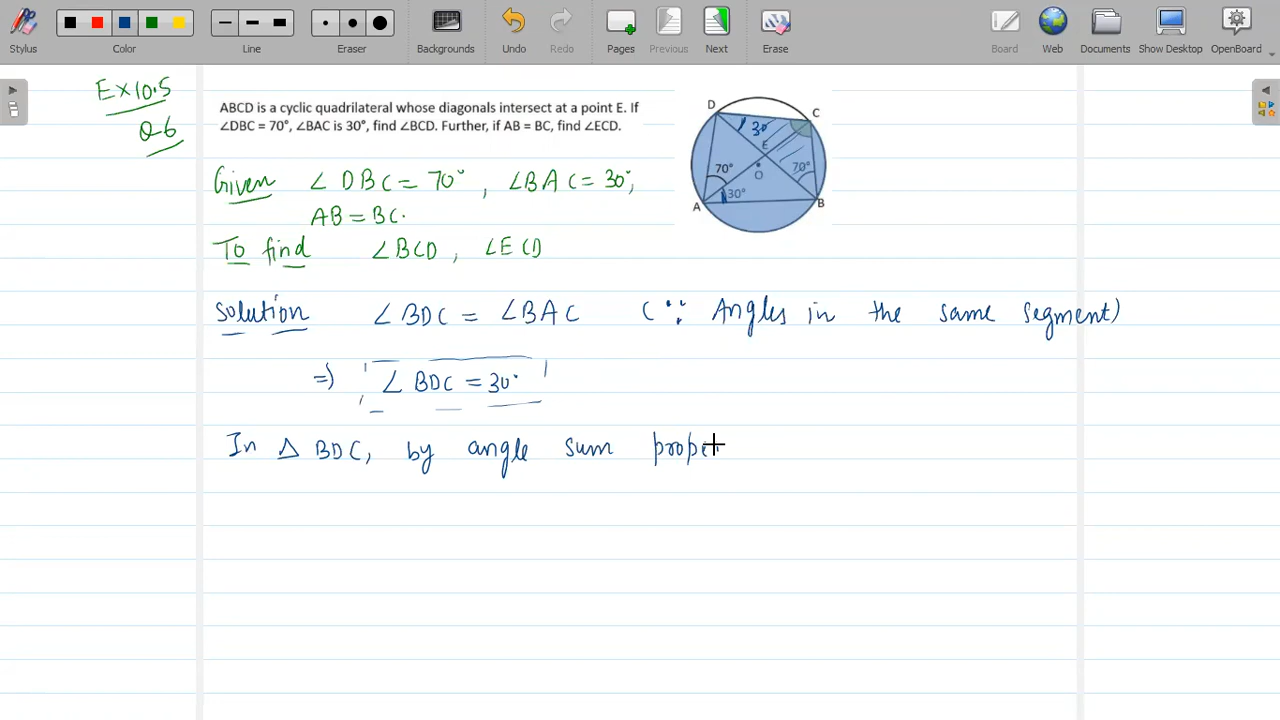 Stylus
Color
Line
Eraser
Backgrounds
Undo
Redo
Pages
Previous
Next
Erase
Board
Web
Documents
Show Desktop
OpenBoard
Ex10.5
Q6
ABCD is a cyclic quadrilateral whose diagonals intersect at a point E. If
∠DBC = 70°, ∠BAC is 30°, find ∠BCD. Further, if AB = BC, find ∠ECD.
D
C
30
E
70°
70°
O
30°
A
B
Given ∠DBC = 70°, ∠BAC = 30°,
AB = BC.
To find ∠BCD, ∠ECD
Solution ∠BDC = ∠BAC (∵ Angles in the same segment)
⇒ ∠BDC = 30°
In △ BDC, by angle sum prope